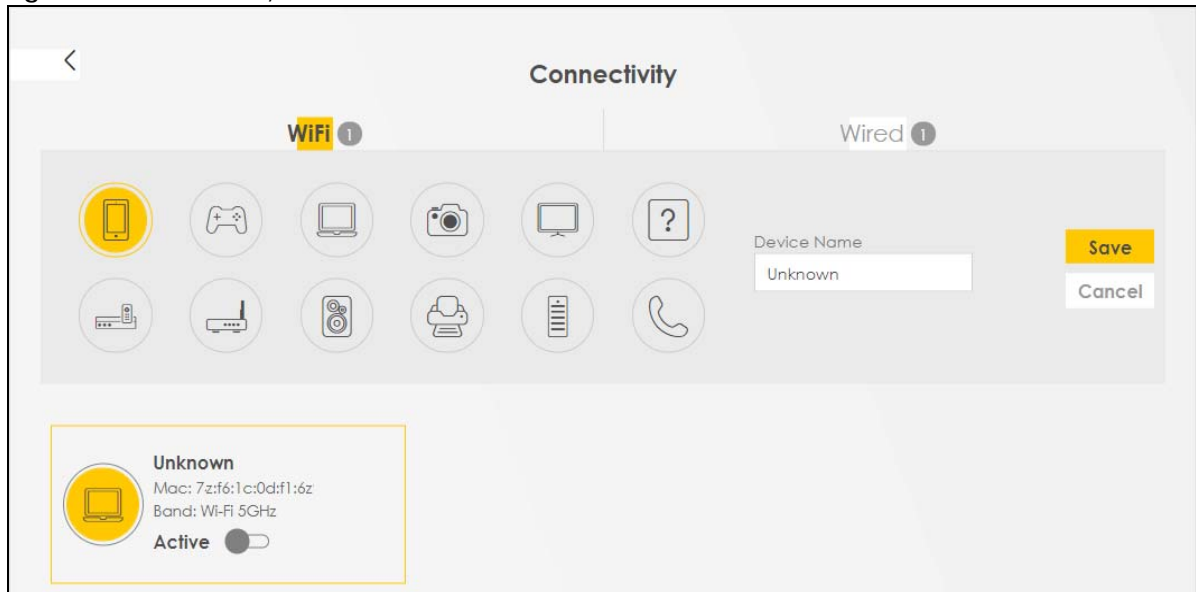 Connectivity
WiFi 1
Wired 1
?
Device Name
Unknown
Save
Cancel
Unknown
Mac: 7z:f6:1c:0d:f1:6z
Band: Wi-Fi 5GHz
Active